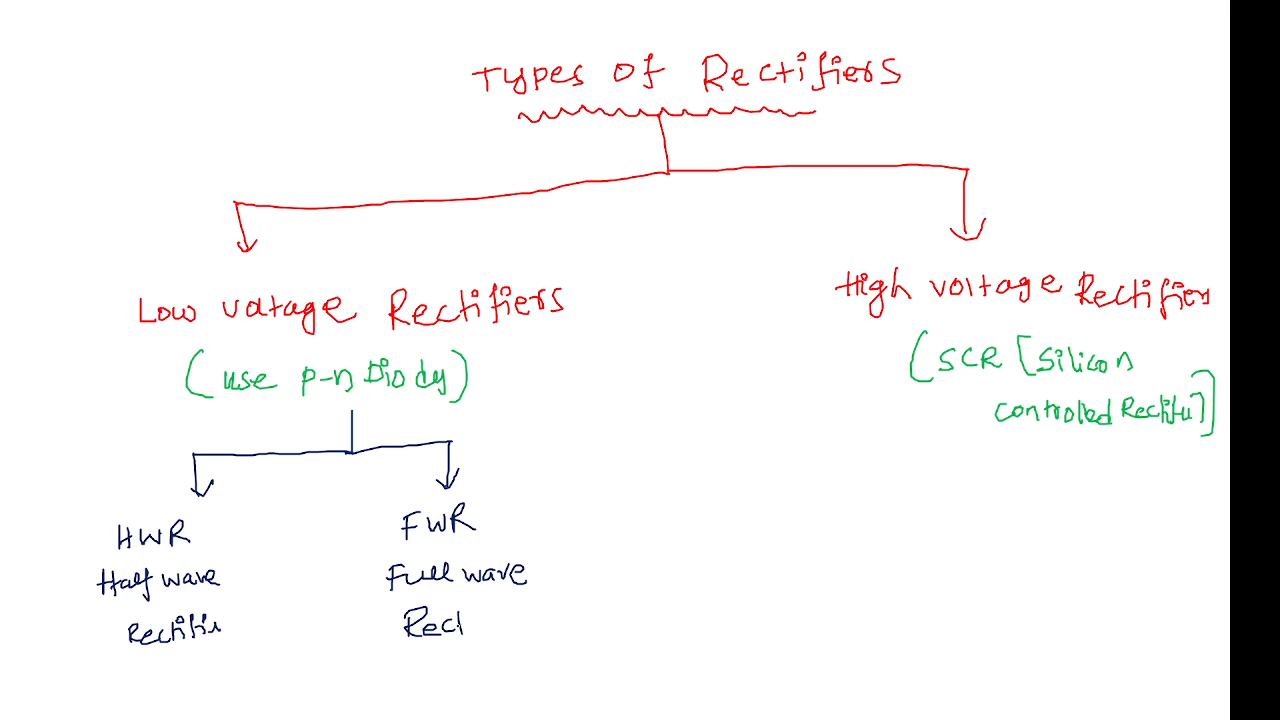 Types of Rectifiers
Low voltage Rectifiers
(use p-n Diody)
High voltage Rectifiers
(SCR [Silicon
controlled Rectifier]
HWR
Half wave
Rectifier
FWR
Full wave
Rect